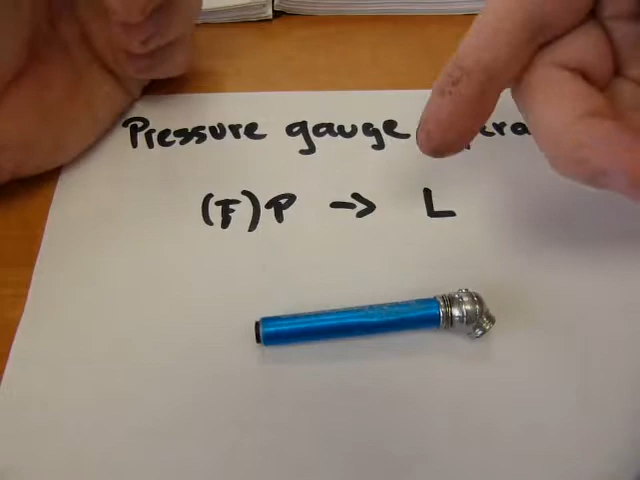 Pressure gauge
(F)P → L